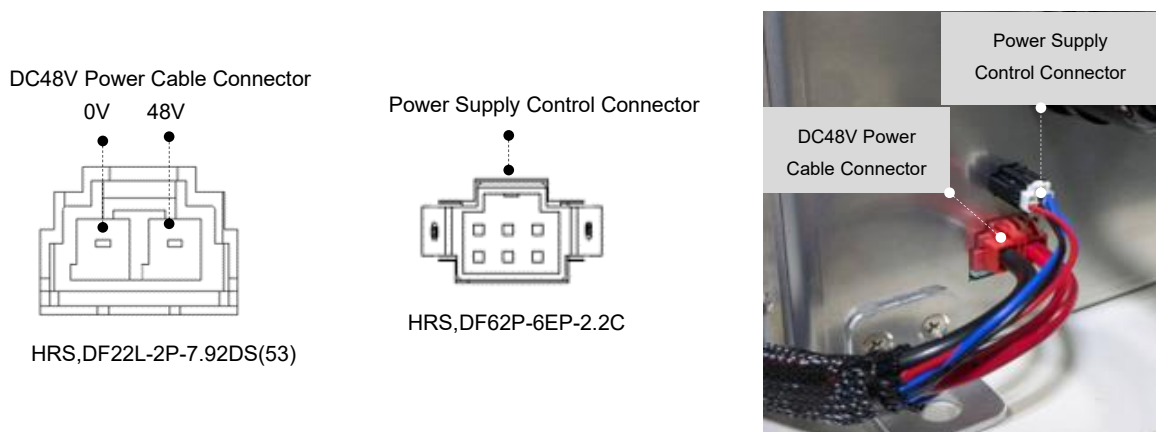 DC48V Power Cable Connector
0V 48V
HRS,DF22L-2P-7.92DS(53)
Power Supply Control Connector
HRS,DF62P-6EP-2.2C
Power Supply
Control Connector
DC48V Power
Cable Connector